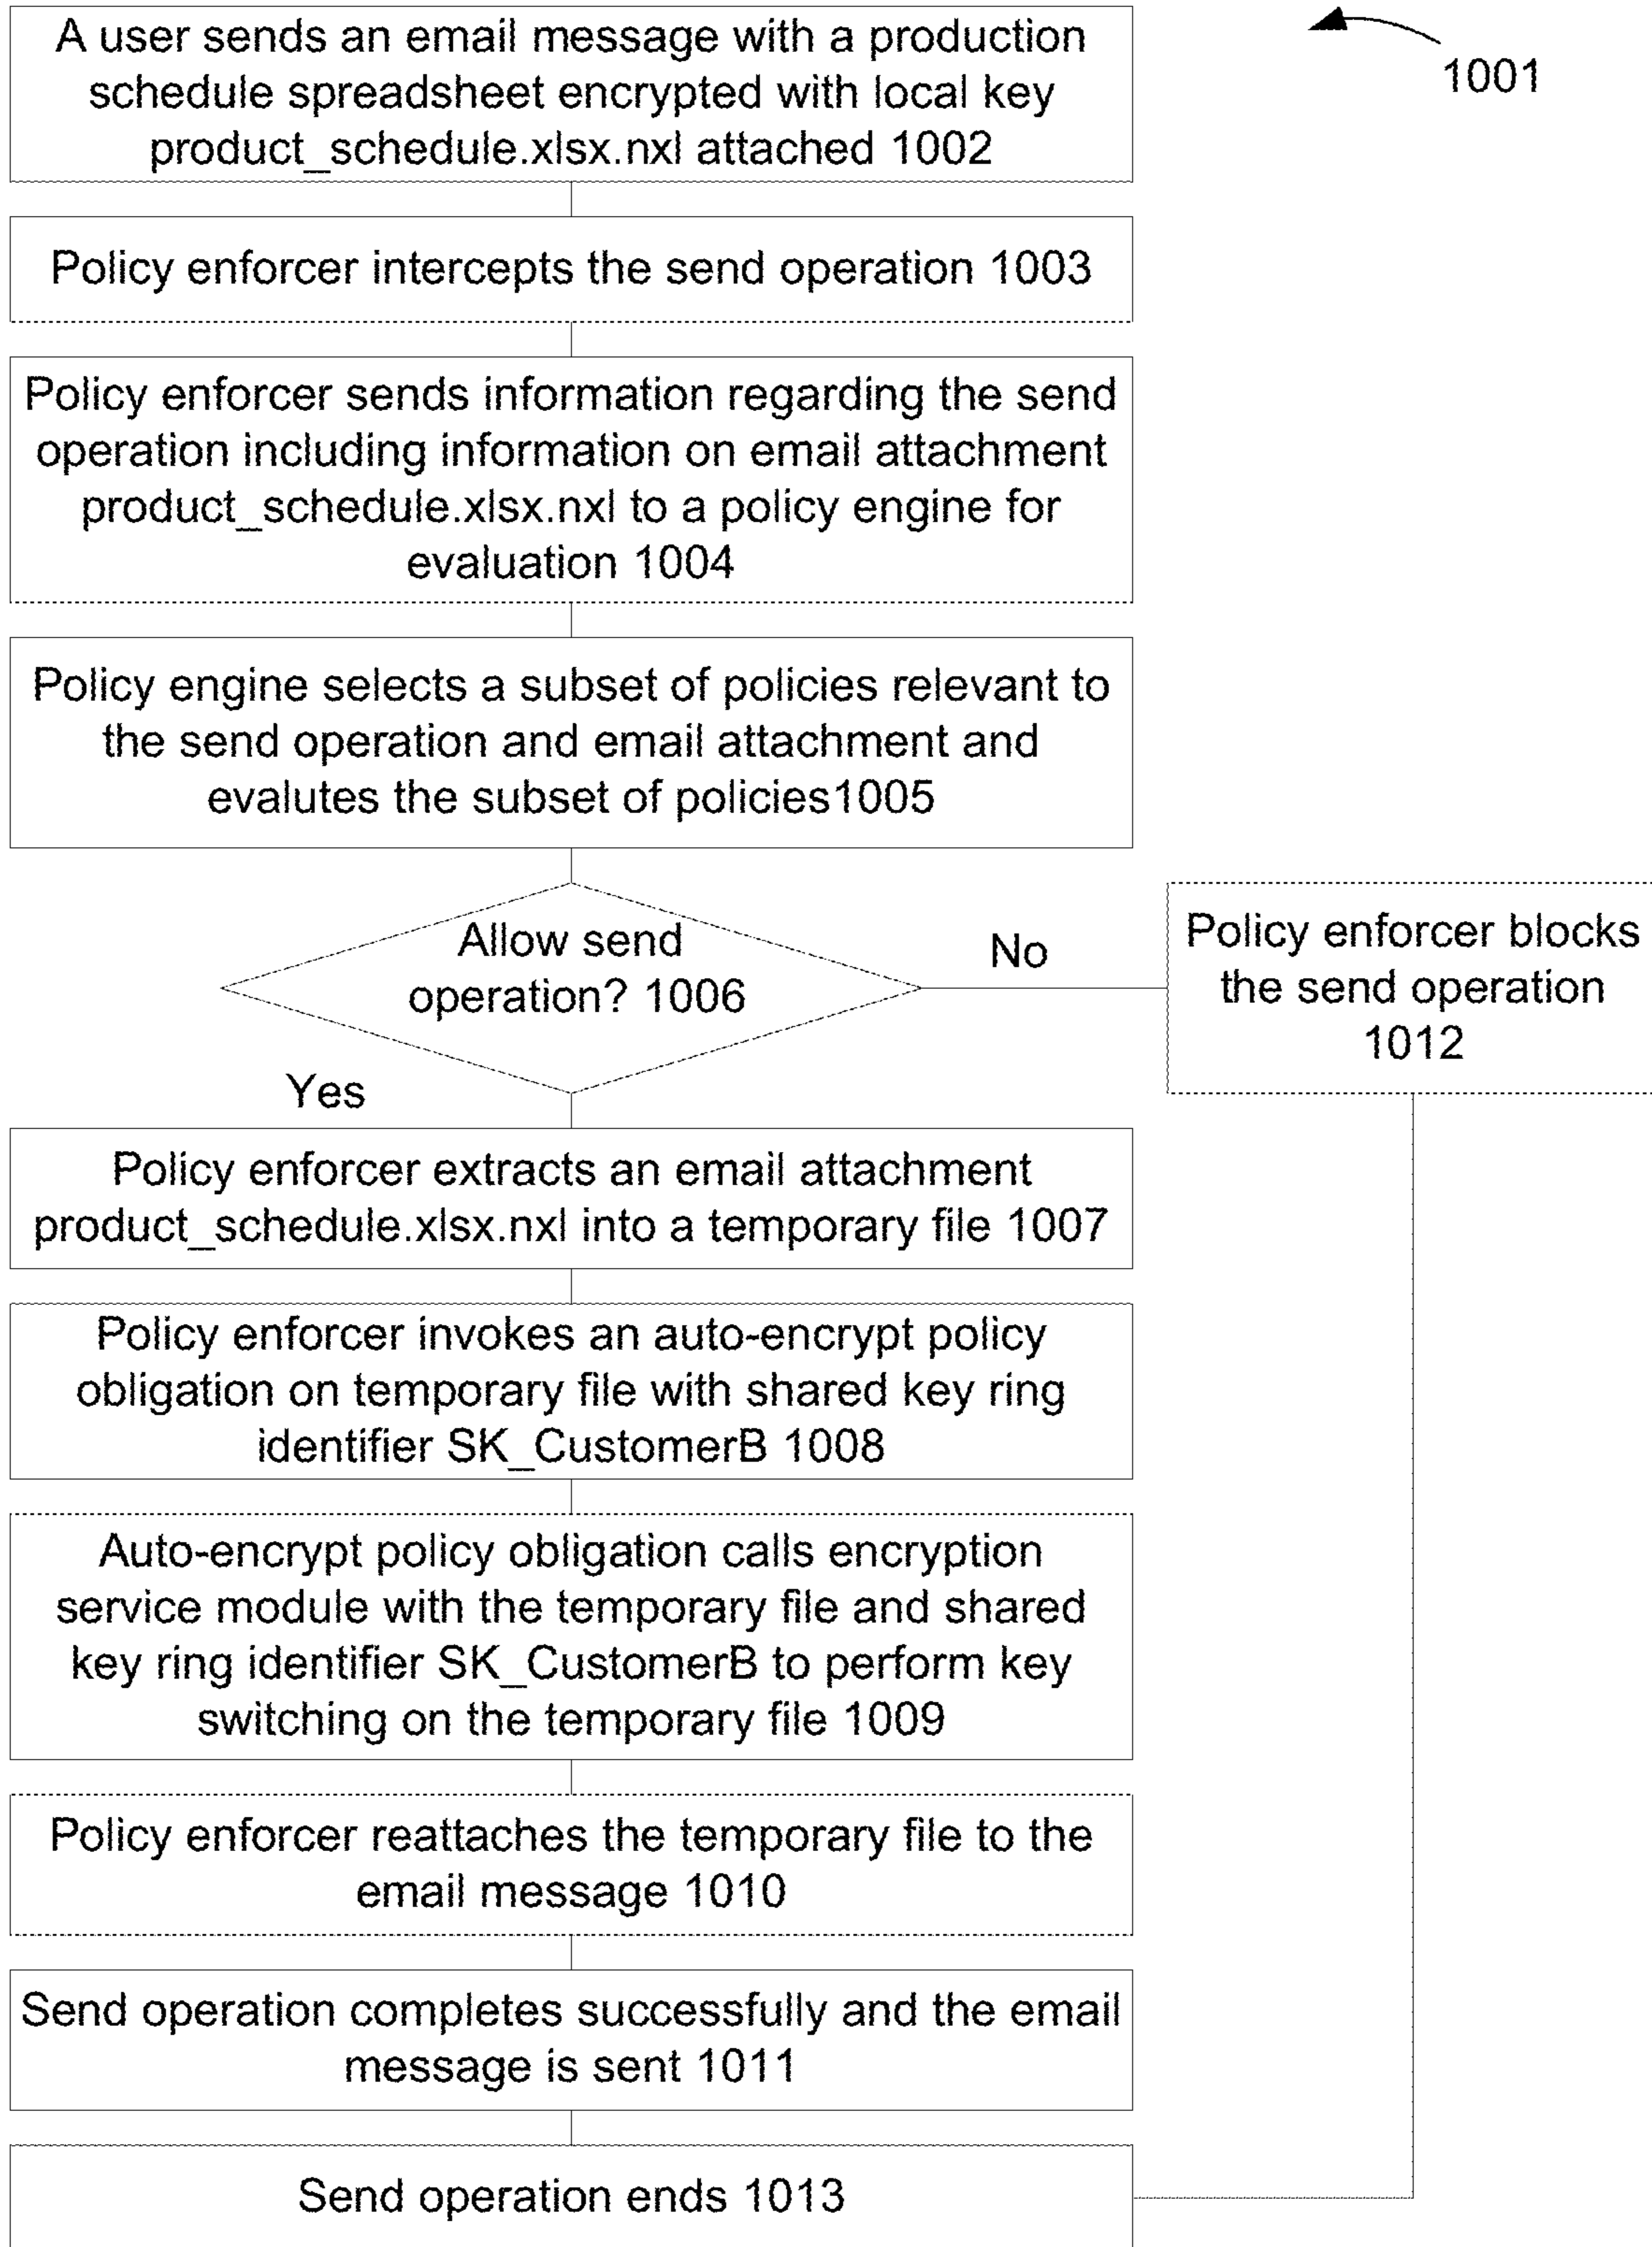 A user sends an email message with a production
schedule spreadsheet encrypted with local key
product_schedule.xlsx.nxl attached 1002
1001
Policy enforcer intercepts the send operation 1003
Policy enforcer sends information regarding the send
operation including information on email attachment
product_schedule.xlsx.nxl to a policy engine for
evaluation 1004
Policy engine selects a subset of policies relevant to
the send operation and email attachment and
evalutes the subset of policies1005
Allow send
operation? 1006
No
Policy enforcer blocks
the send operation
1012
Yes
Policy enforcer extracts an email attachment
product_schedule.xlsx.nxl into a temporary file 1007
Policy enforcer invokes an auto-encrypt policy
obligation on temporary file with shared key ring
identifier SK_CustomerB 1008
Auto-encrypt policy obligation calls encryption
service module with the temporary file and shared
key ring identifier SK_CustomerB to perform key
switching on the temporary file 1009
Policy enforcer reattaches the temporary file to the
email message 1010
Send operation completes successfully and the email
message is sent 1011
Send operation ends 1013